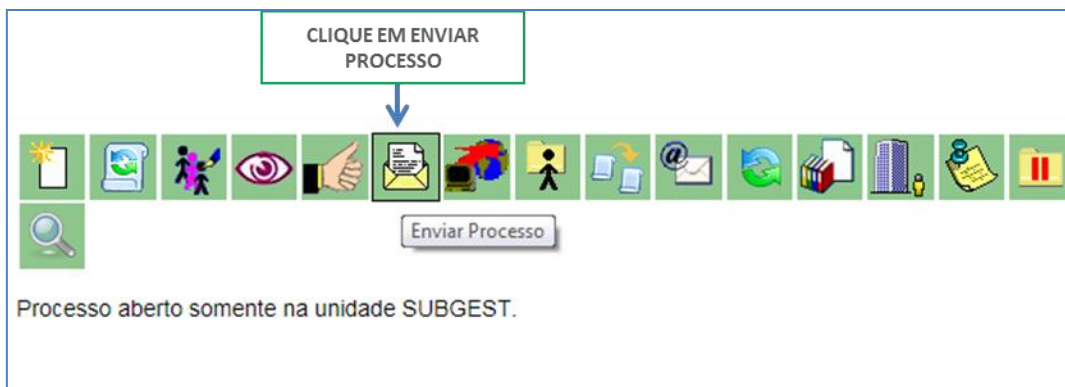 CLIQUE EM ENVIAR
PROCESSO
@
Enviar Processo
Processo aberto somente na unidade SUBGEST.